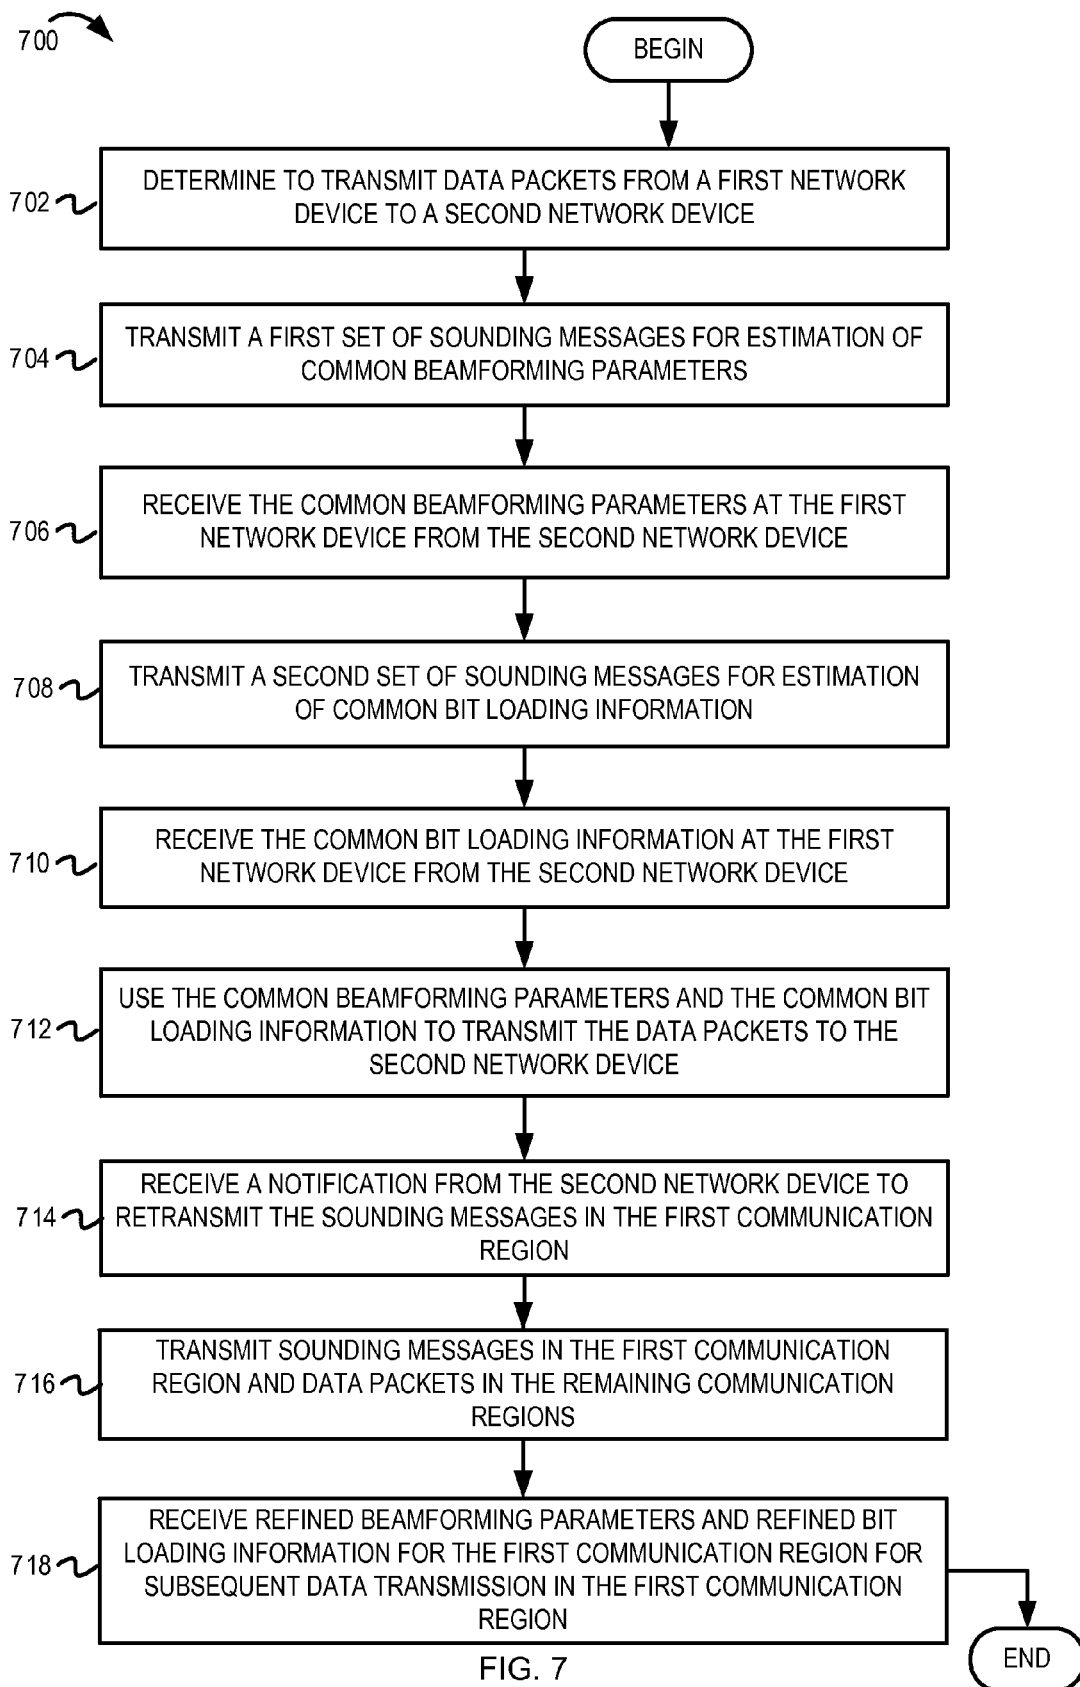 700
BEGIN
702
DETERMINE TO TRANSMIT DATA PACKETS FROM A FIRST NETWORK
DEVICE TO A SECOND NETWORK DEVICE
704
TRANSMIT A FIRST SET OF SOUNDING MESSAGES FOR ESTIMATION OF
COMMON BEAMFORMING PARAMETERS
706
RECEIVE THE COMMON BEAMFORMING PARAMETERS AT THE FIRST
NETWORK DEVICE FROM THE SECOND NETWORK DEVICE
708
TRANSMIT A SECOND SET OF SOUNDING MESSAGES FOR ESTIMATION
OF COMMON BIT LOADING INFORMATION
710
RECEIVE THE COMMON BIT LOADING INFORMATION AT THE FIRST
NETWORK DEVICE FROM THE SECOND NETWORK DEVICE
712
USE THE COMMON BEAMFORMING PARAMETERS AND THE COMMON BIT
LOADING INFORMATION TO TRANSMIT THE DATA PACKETS TO THE
SECOND NETWORK DEVICE
714
RECEIVE A NOTIFICATION FROM THE SECOND NETWORK DEVICE TO
RETRANSMIT THE SOUNDING MESSAGES IN THE FIRST COMMUNICATION
REGION
716
TRANSMIT SOUNDING MESSAGES IN THE FIRST COMMUNICATION
REGION AND DATA PACKETS IN THE REMAINING COMMUNICATION
REGIONS
718
RECEIVE REFINED BEAMFORMING PARAMETERS AND REFINED BIT
LOADING INFORMATION FOR THE FIRST COMMUNICATION REGION FOR
SUBSEQUENT DATA TRANSMISSION IN THE FIRST COMMUNICATION
REGION
END
FIG. 7